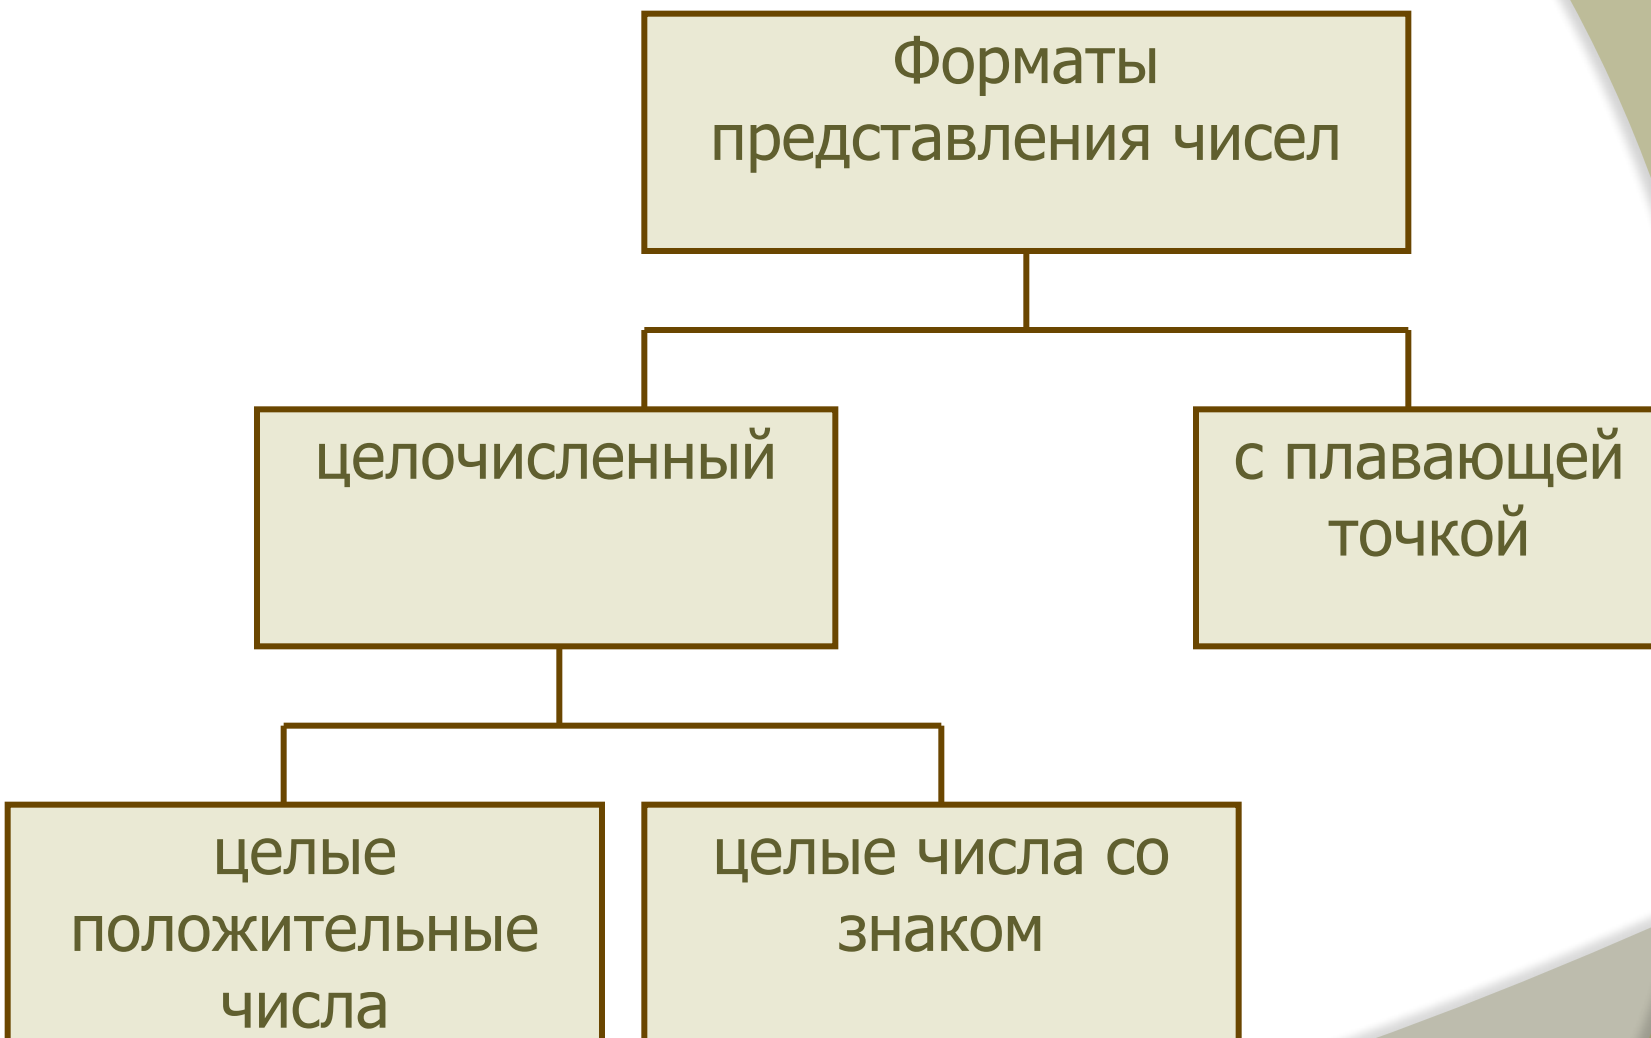 Форматы
представления чисел
целочисленный
с плавающей
точкой
целые
положительные
числа
целые числа со
знаком